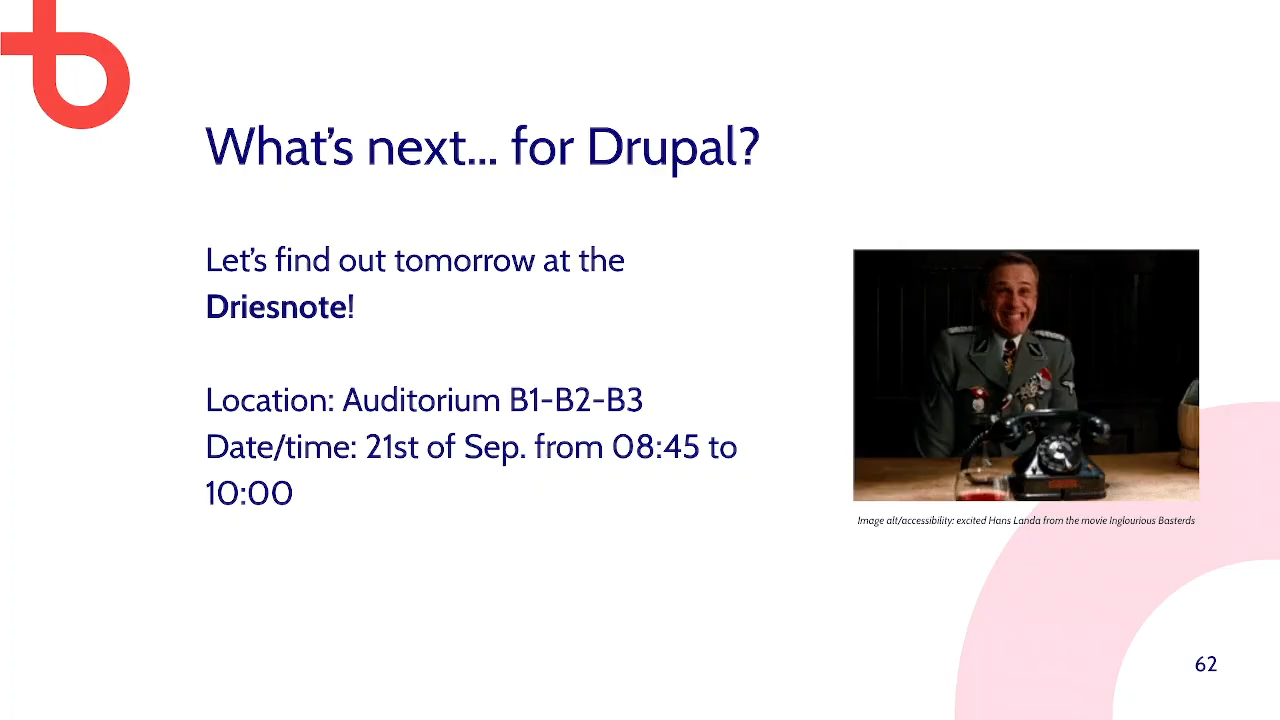 What's next... for Drupal?
Let's find out tomorrow at the
Driesnote!
Location: Auditorium B1-B2-B3
Date/time: 21st of Sep. from 08:45 to
10:00
Image alt/accessibility: excited Hans Landa from the movie Inglourious Basterds
62